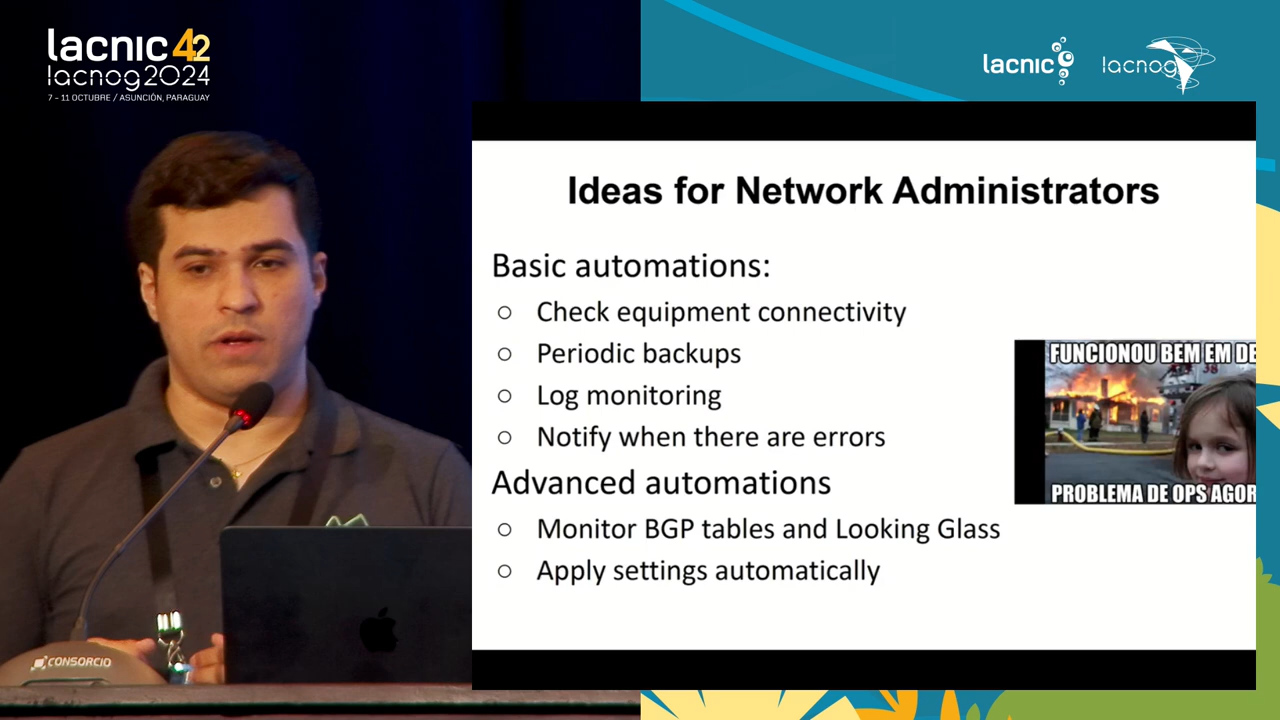 lacnic 42
lacnog2024
7 - 11 OCTUBRE / ASUNCIÓN, PARAGUAY
lacnic
lacnog
Ideas for Network Administrators
Basic automations:
○ Check equipment connectivity
○ Periodic backups
○ Log monitoring
○ Notify when there are errors
Advanced automations
○ Monitor BGP tables and Looking Glass
○ Apply settings automatically
FUNCIONOU BEM EM DE
PROBLEMA DE OPS AGOR
CONSORCIO